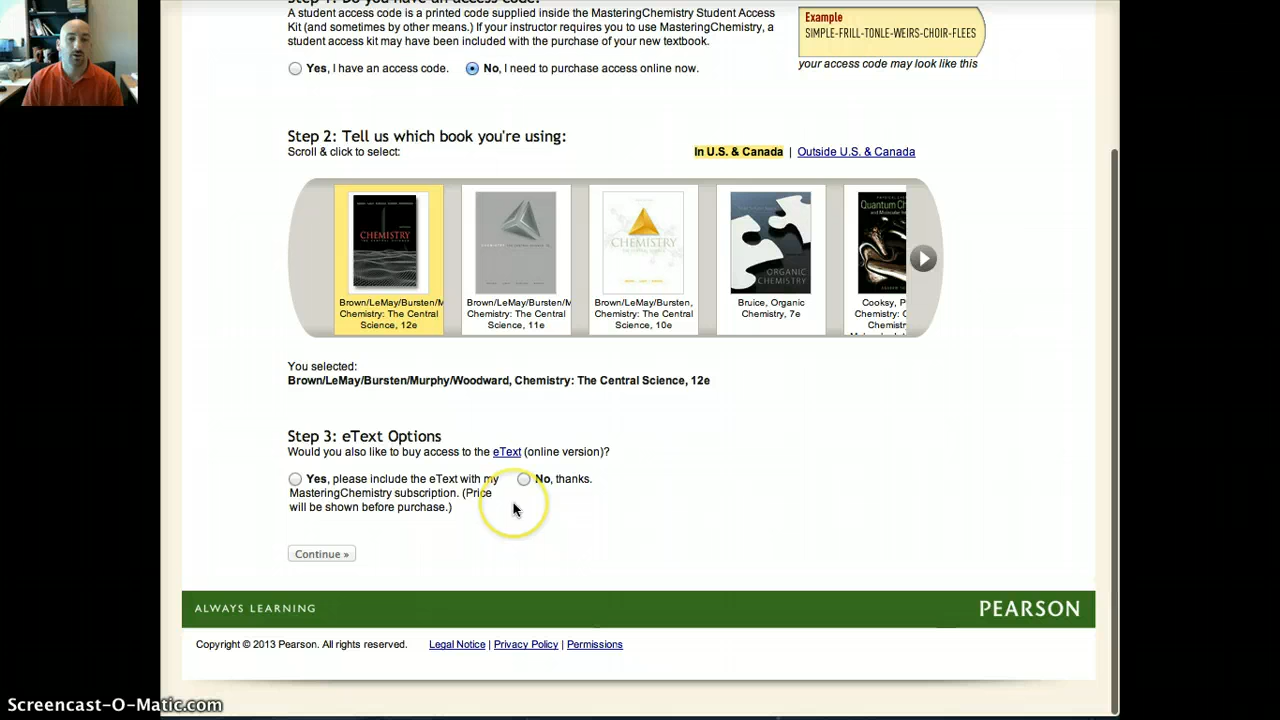 Step 1: Do you have an access code?
A student access code is a printed code supplied inside the MasteringChemistry Student Access
Kit (and sometimes by other means.) If your instructor requires you to use MasteringChemistry, a
student access kit may have been included with the purchase of your new textbook.
Example
SIMPLE-FRILL-TONLE-WEIRS-CHOIR-FLEES
your access code may look like this
Yes, I have an access code. No, I need to purchase access online now.
Step 2: Tell us which book you're using:
Scroll & click to select:
In U.S. & Canada | Outside U.S. & Canada
CHEMISTRY
CHEMISTRY
ORGANIC
CHEMISTRY
Quantum Ch
Brown/LeMay/Bursten/M
Chemistry: The Central
Science, 12e
Brown/LeMay/Bursten/M
Chemistry: The Central
Science, 11e
Brown/LeMay/Bursten,
Chemistry: The Central
Science, 10e
Bruice, Organic
Chemistry, 7e
Cooksy, P
Chemistry: Q
Chemistr
You selected:
Brown/LeMay/Bursten/Murphy/Woodward, Chemistry: The Central Science, 12e
Step 3: eText Options
Would you also like to buy access to the eText (online version)?
Yes, please include the eText with my
MasteringChemistry subscription. (Price
will be shown before purchase.)
No, thanks.
Continue »
ALWAYS LEARNING
PEARSON
Copyright © 2013 Pearson. All rights reserved. Legal Notice | Privacy Policy | Permissions
Screencast-O-Matic.com